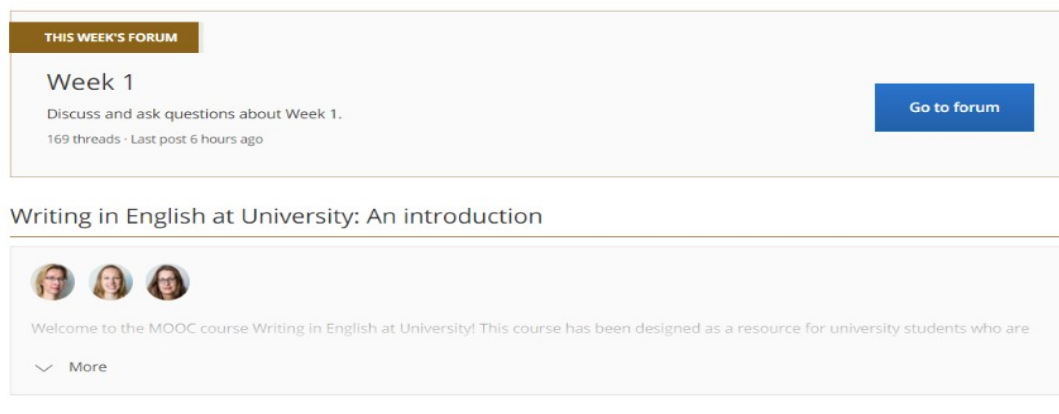 THIS WEEK'S FORUM
Week 1
Discuss and ask questions about Week 1.
169 threads · Last post 6 hours ago
Go to forum
Writing in English at University: An introduction
Welcome to the MOOC course Writing in English at University! This course has been designed as a resource for university students who are
More